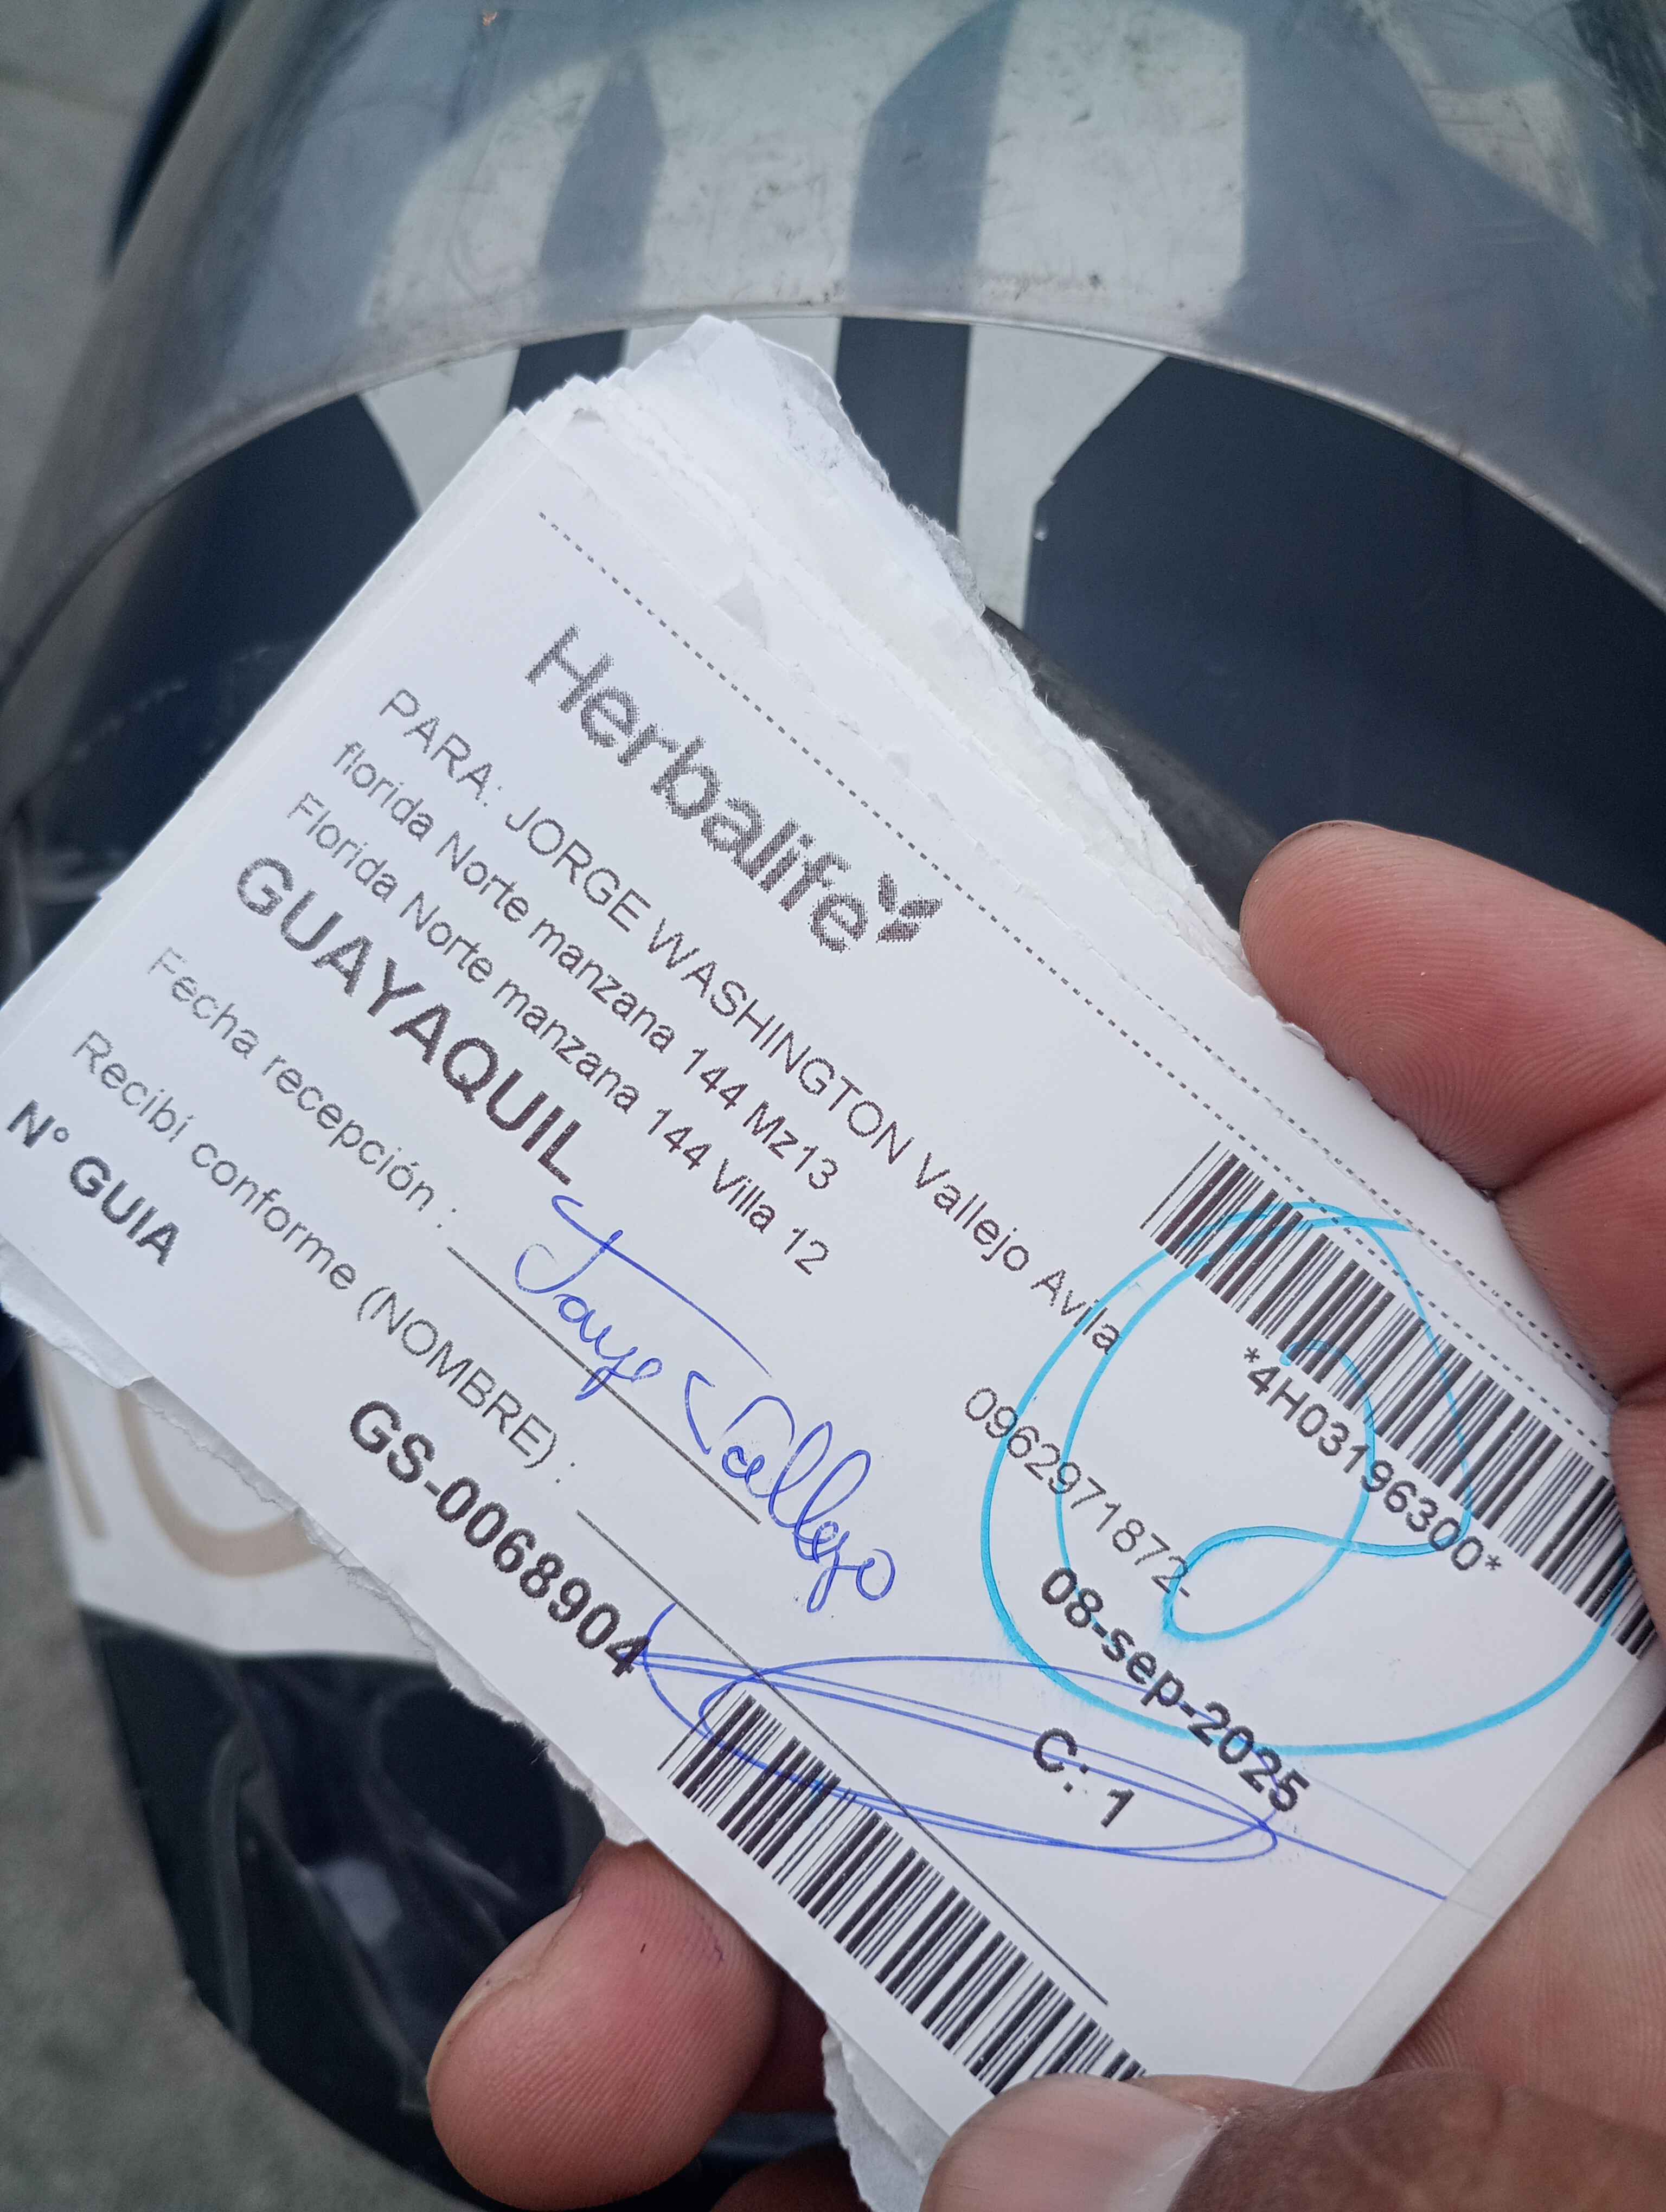 Herbalife
PARA: JORGE WASHINGTON Vallejo Avila
florida Norte manzana 144 Mz13
Florida Norte manzana 144 Villa 12
GUAYAQUIL
*4H03196300*
0962971872-
08-sep-2025
C: 1
Fecha recepción :
Jorge Vallejo
Recibí conforme (NOMBRE) :
N° GUIA
GS-0068904